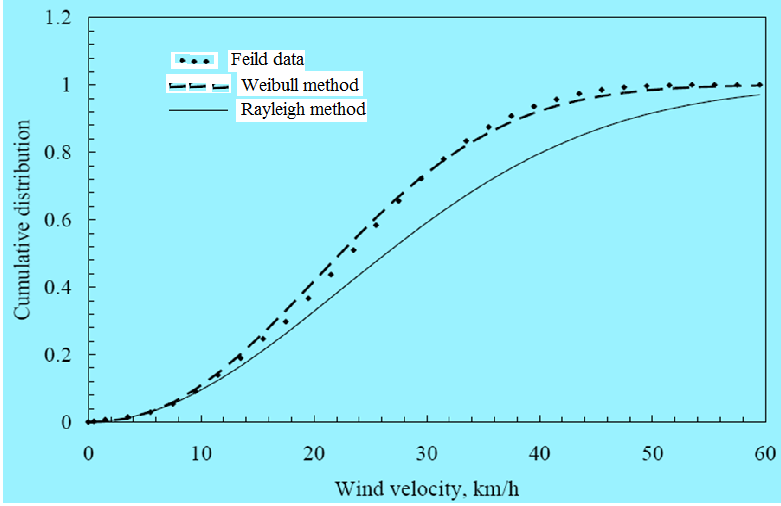 1.2
Feild data
1
Weibull method
Rayleigh method
0.8
0.6
0.4
0.2
0
Cumulative distribution
0 10 20 30 40 50 60
Wind velocity, km/h